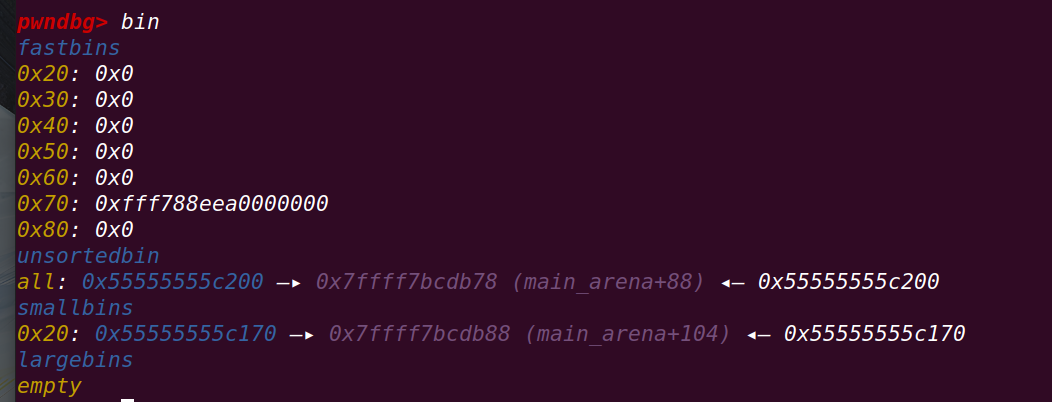 pwndbg> bin
fastbins
0x20: 0x0
0x30: 0x0
0x40: 0x0
0x50: 0x0
0x60: 0x0
0x70: 0xfff788eea0000000
0x80: 0x0
unsortedbin
all: 0x55555555c200 —▸ 0x7ffff7bcdb78 (main_arena+88) ◂— 0x55555555c200
smallbins
0x20: 0x55555555c170 —▸ 0x7ffff7bcdb88 (main_arena+104) ◂— 0x55555555c170
largebins
empty